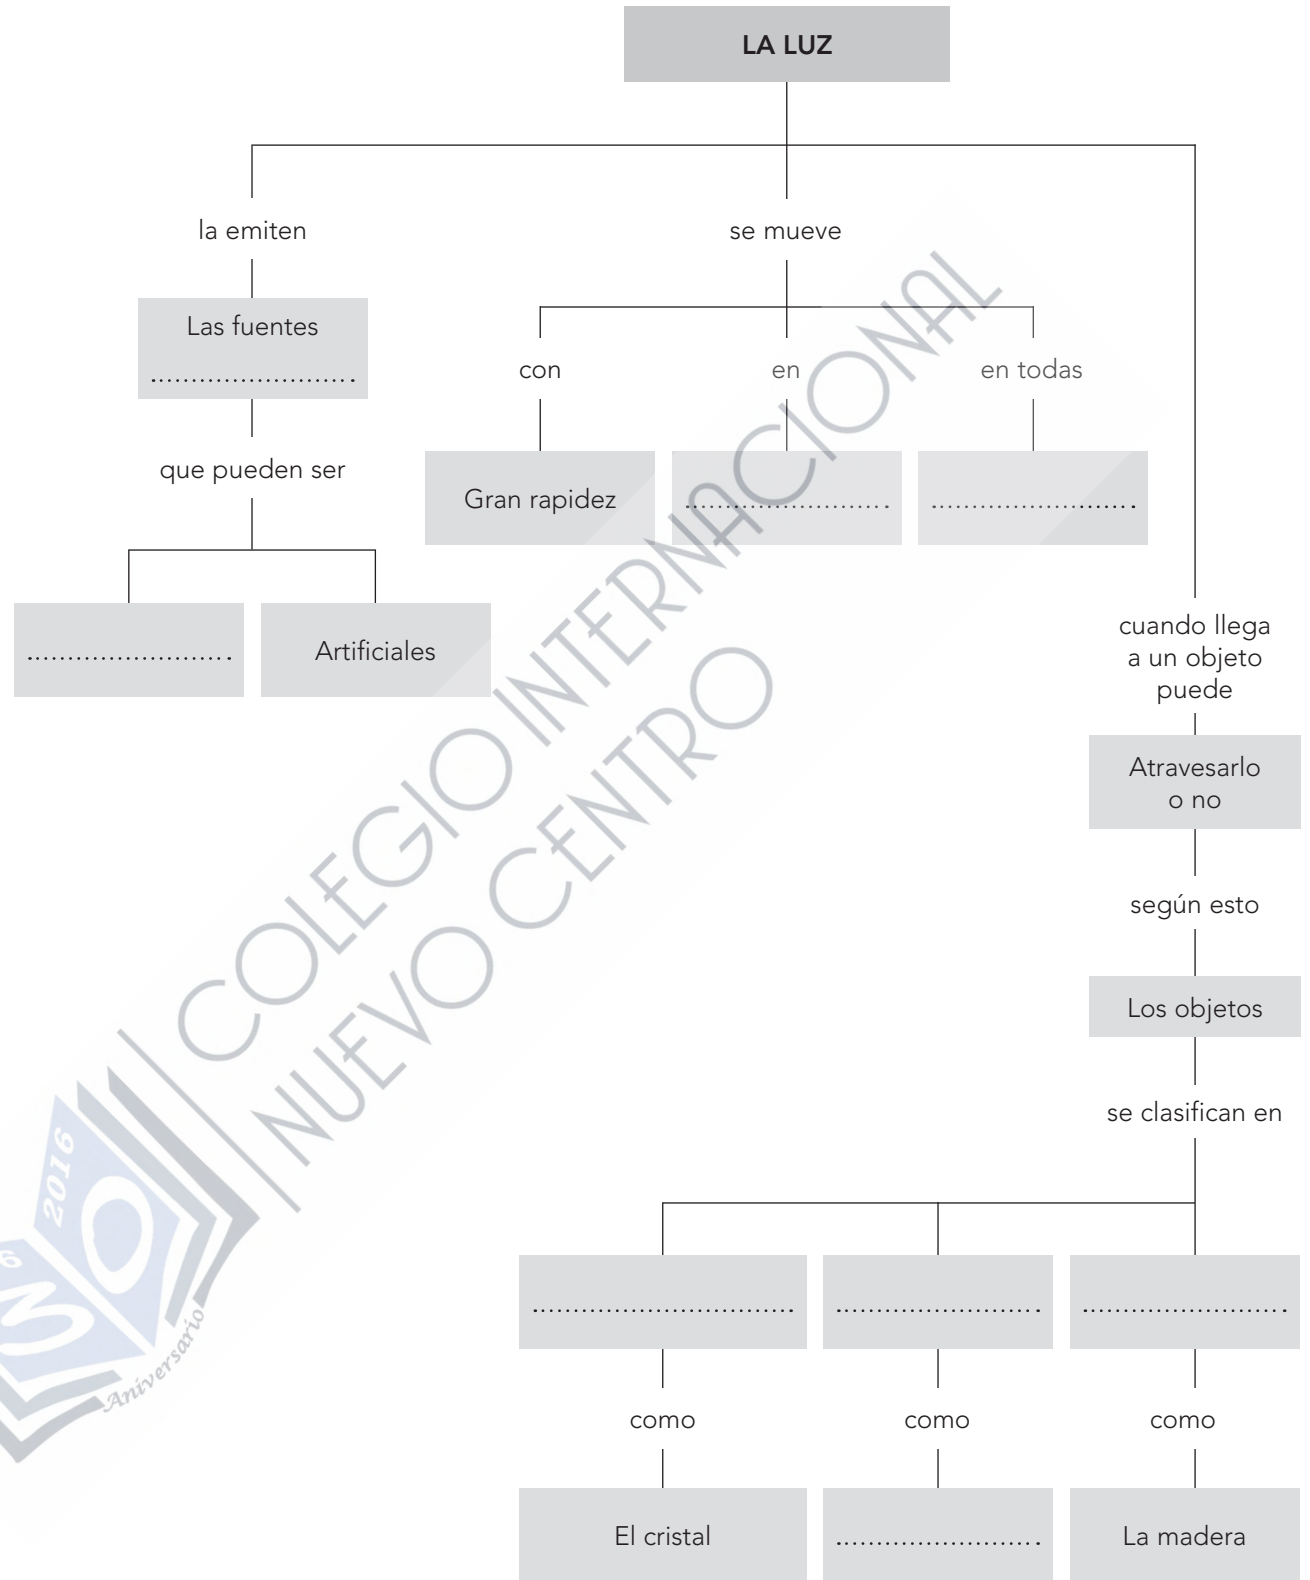 LA LUZ
la emiten
se mueve
Las fuentes
..........................
con
en
en todas
que pueden ser
Gran rapidez
..........................
..........................
..........................
Artificiales
cuando llega
a un objeto
puede
Atravesarlo
o no
según esto
Los objetos
se clasifican en
.................................
..........................
..........................
como
como
como
El cristal
..........................
La madera
COLEGIO INTERNACIONAL
NUEVO CENTRO
2016
6
30
Aniversario